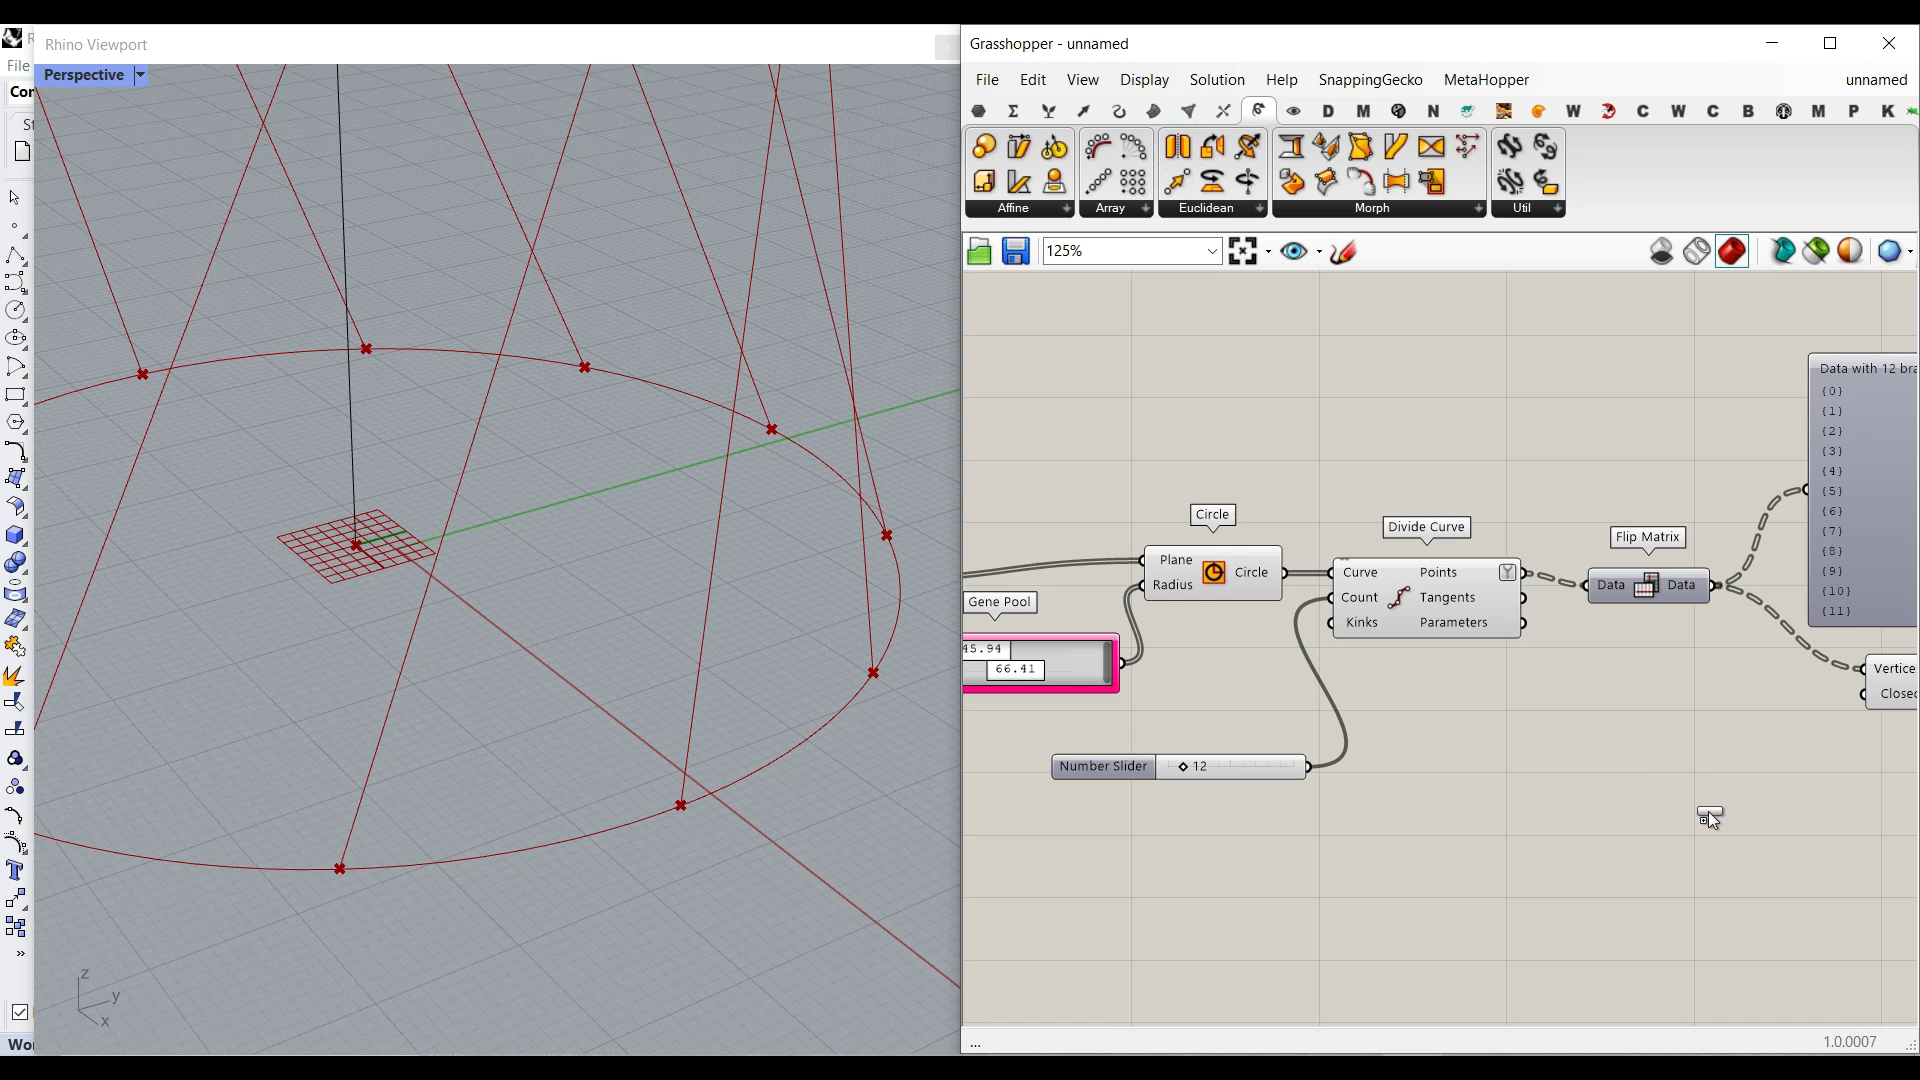 Rhino Viewport
Grasshopper - unnamed
File
Perspective
File Edit View Display Solution Help SnappingGecko MetaHopper unnamed
D M N W C W C B M P K
Affine Array Euclidean Morph Util
125%
Data with 12 bra
{0}
{1}
{2}
{3}
{4}
{5}
{6}
{7}
{8}
{9}
{10}
{11}
Circle
Divide Curve
Flip Matrix
Plane
Radius
Circle
Curve
Count
Kinks
Points
Tangents
Parameters
Data Data
Gene Pool
45.94
66.41
Vertice
Closed
Number Slider 12
z
y
x
...
1.0.0007